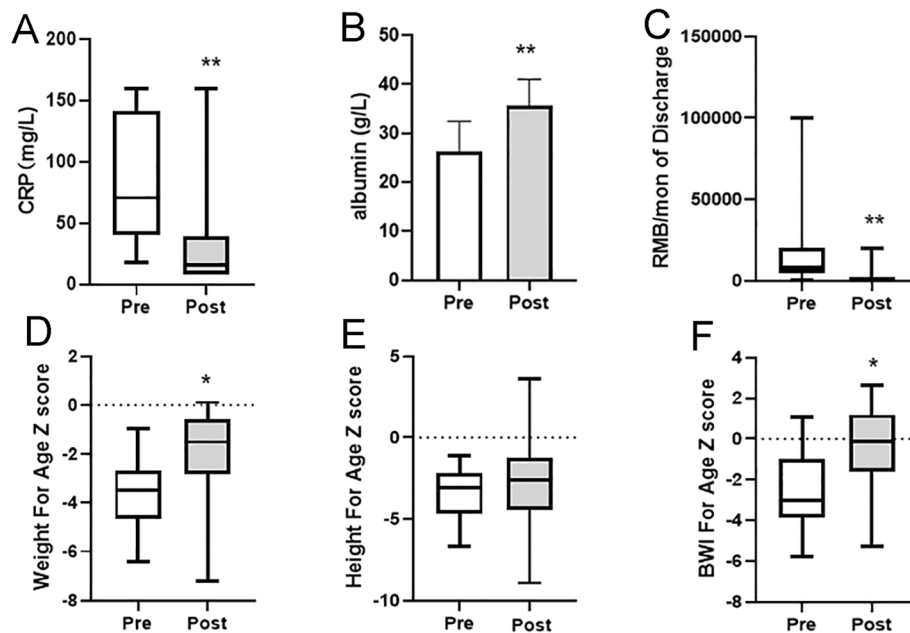 A
CRP(mg/L)
200
150
100
50
0
**
Pre Post
B
albumin (g/L)
50
40
30
20
10
0
**
Pre Post
C
RMB/mon of Discharge
150000
100000
50000
0
**
Pre Post
D
Weight For Age Z score
2
0
-2
-4
-6
-8
*
Pre Post
E
Height For Age Z score
5
0
-5
-10
Pre Post
F
BWI For Age Z score
4
2
0
-2
-4
-6
-8
*
Pre Post